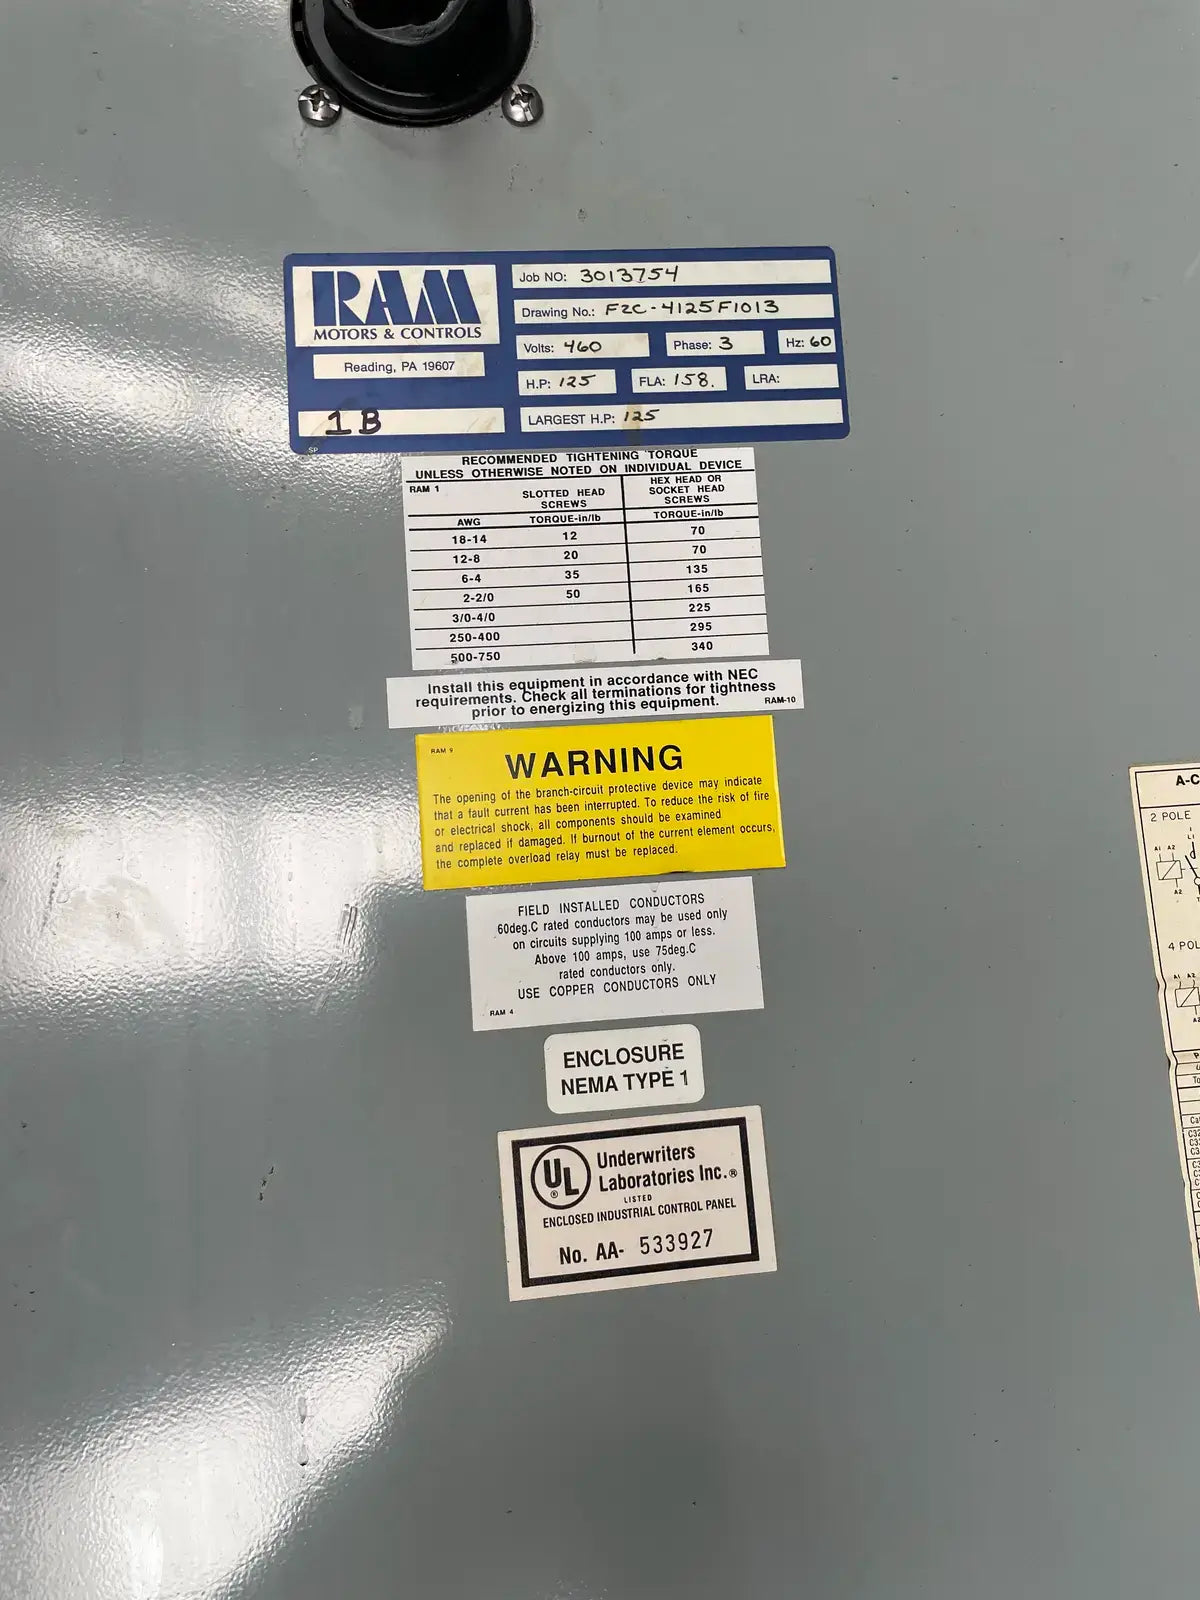 RAM
MOTORS & CONTROLS
Reading, PA 19607
1B
SP
Job NO: 3013754
Drawing No.: F2C-4125F1013
Volts: 460 Phase: 3 Hz: 60
H.P: 125 FLA: 158. LRA:
LARGEST H.P: 125
RECOMMENDED TIGHTENING TORQUE
UNLESS OTHERWISE NOTED ON INDIVIDUAL DEVICE
RAM 1
SLOTTED HEAD
SCREWS
HEX HEAD OR
SOCKET HEAD
SCREWS
AWG TORQUE-in/lb TORQUE-in/lb
18-14 12 70
12-8 20 70
6-4 35 135
2-2/0 50 165
3/0-4/0 225
250-400 295
500-750 340
Install this equipment in accordance with NEC
requirements. Check all terminations for tightness
prior to energizing this equipment. RAM-10
RAM 9
WARNING
The opening of the branch-circuit protective device may indicate
that a fault current has been interrupted. To reduce the risk of fire
or electrical shock, all components should be examined
and replaced if damaged. If burnout of the current element occurs,
the complete overload relay must be replaced.
FIELD INSTALLED CONDUCTORS
60deg.C rated conductors may be used only
on circuits supplying 100 amps or less.
Above 100 amps, use 75deg.C
rated conductors only.
USE COPPER CONDUCTORS ONLY
RAM 4
ENCLOSURE
NEMA TYPE 1
UL
®
Underwriters
Laboratories Inc.®
LISTED
ENCLOSED INDUSTRIAL CONTROL PANEL
No. AA- 533927
A-C
2 POLE
L1
A1 A2
A2
4 POL
A1 A2
A2